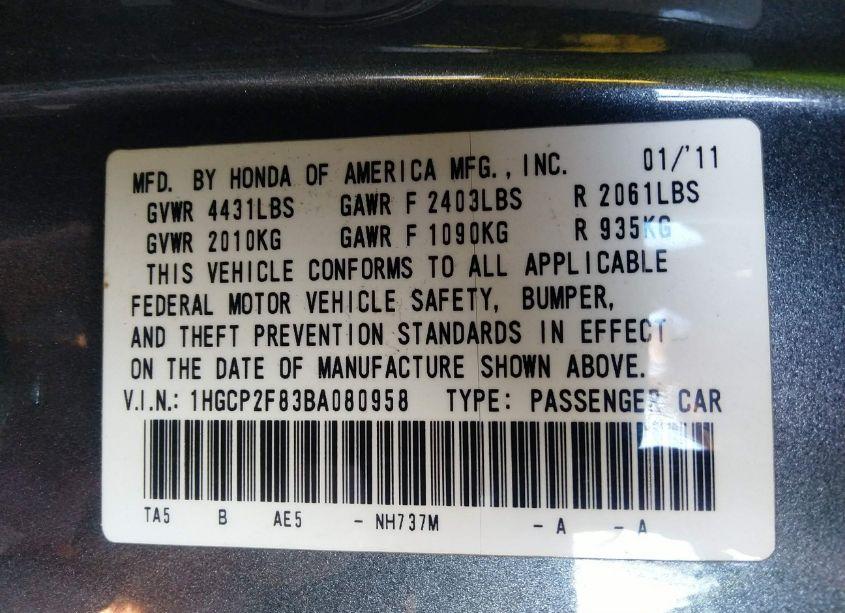 MFD. BY HONDA OF AMERICA MFG., INC. 01/'11
GVWR 4431LBS GAWR F 2403LBS R 2061LBS
GVWR 2010KG GAWR F 1090KG R 935KG
THIS VEHICLE CONFORMS TO ALL APPLICABLE
FEDERAL MOTOR VEHICLE SAFETY, BUMPER,
AND THEFT PREVENTION STANDARDS IN EFFECT
ON THE DATE OF MANUFACTURE SHOWN ABOVE.
V.I.N.: 1HGCP2F83BA080958 TYPE: PASSENGER CAR
TA5 B AE5 - NH737M - A - A